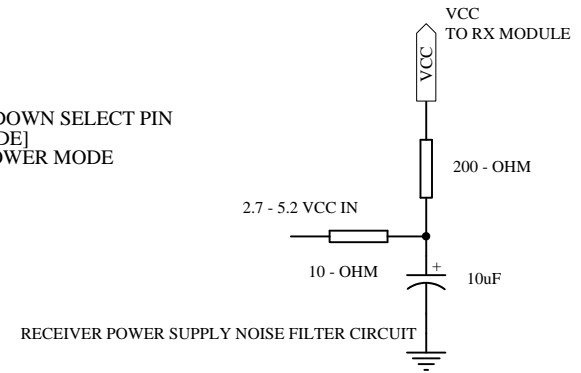 VCC
TO RX MODULE
VCC
DOWN SELECT PIN
DE]
OWER MODE
200 - OHM
2.7 - 5.2 VCC IN
10 - OHM
+
10uF
RECEIVER POWER SUPPLY NOISE FILTER CIRCUIT